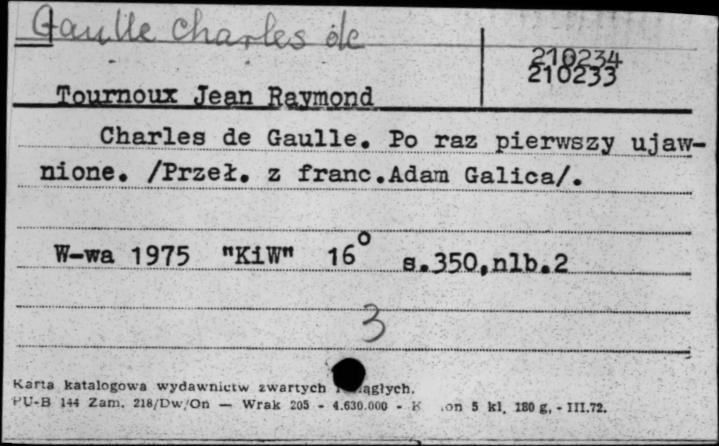 Gaulle Charles de
210234
210233
Tournoux Jean Raymond
Charles de Gaulle. Po raz pierwszy ujaw-
nione. /Przeł. z franc.Adam Galica/.
W-wa 1975 "KiW" 16° s.350,nlb.2
3
Karta katalogowa wydawnictw zwartych
PU-B 144 Zam. 218/Dw/On — Wrak 205 - 4.630.000 - 5 kl. 180 g. - III.72.